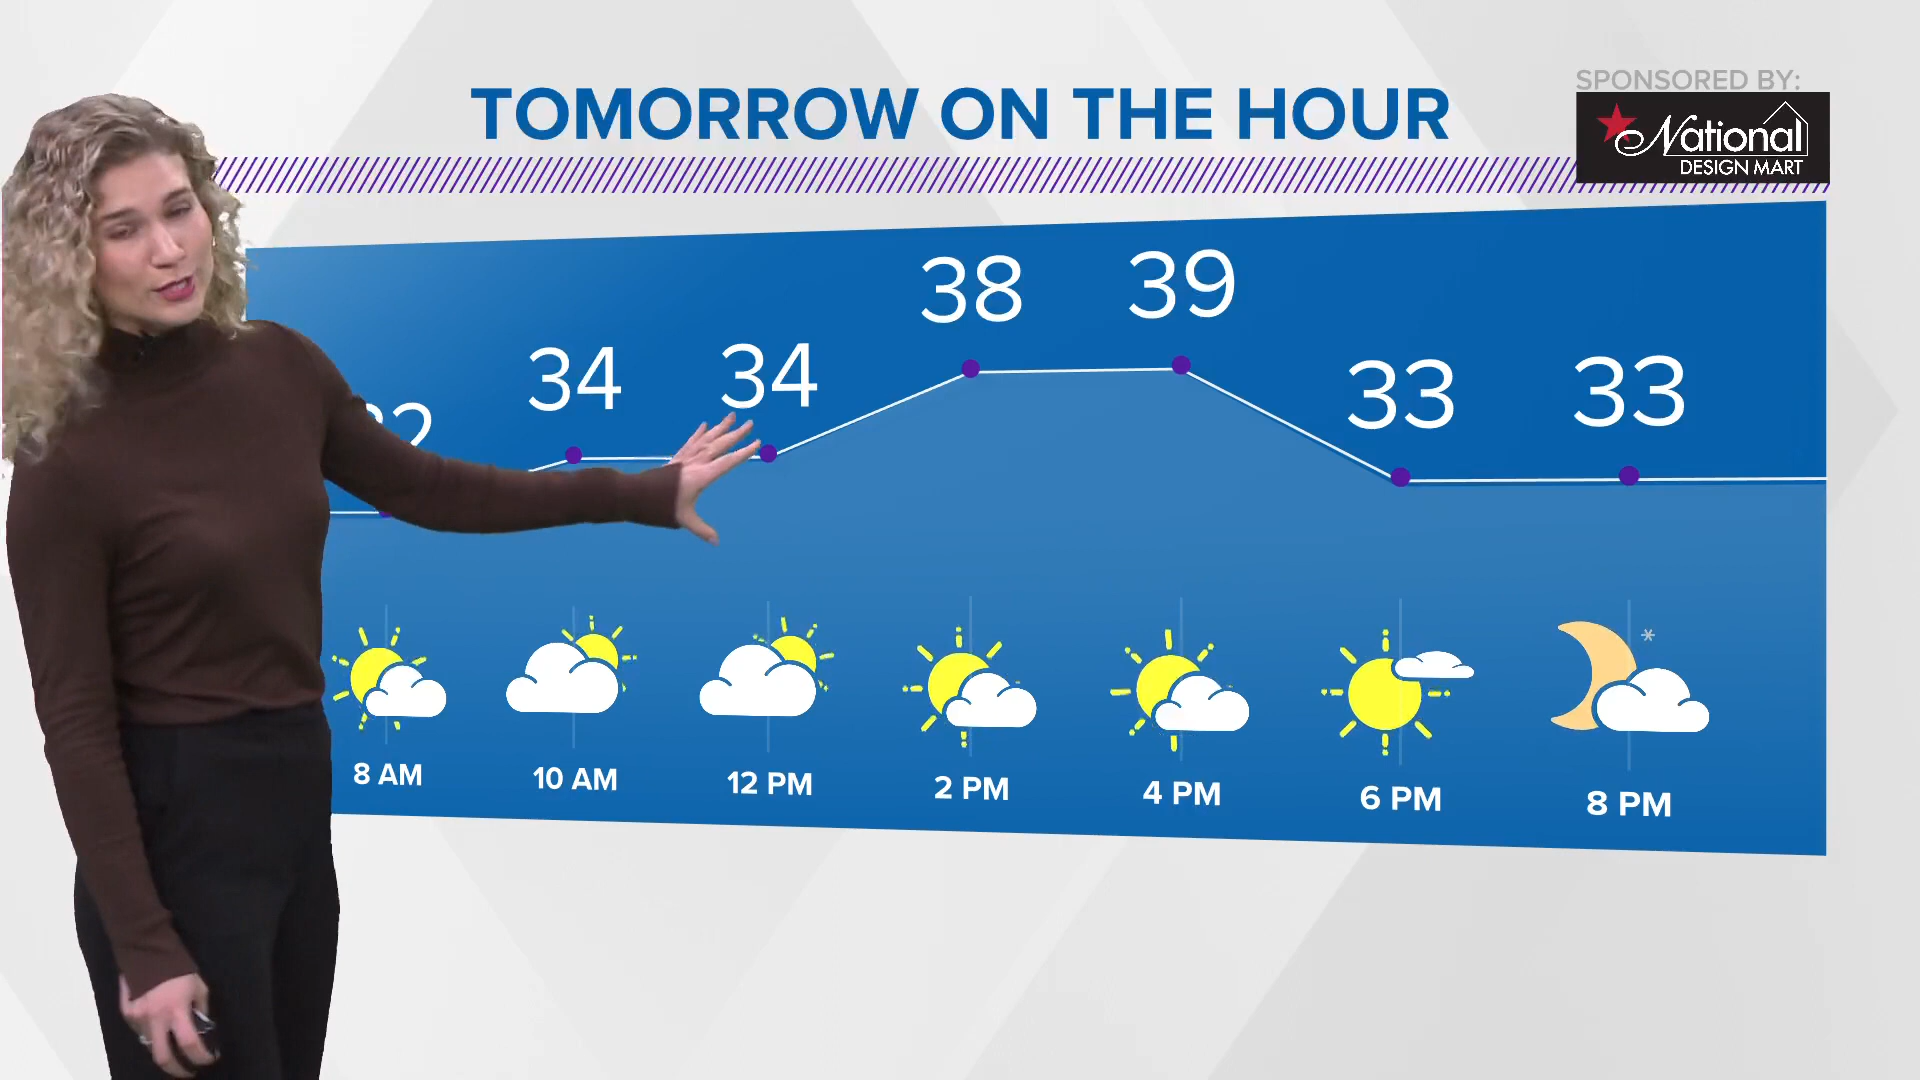 TOMORROW ON THE HOUR
SPONSORED BY:
National
DESIGN MART
34
34
38
39
33
33
8 AM
10 AM
12 PM
2 PM
4 PM
6 PM
8 PM